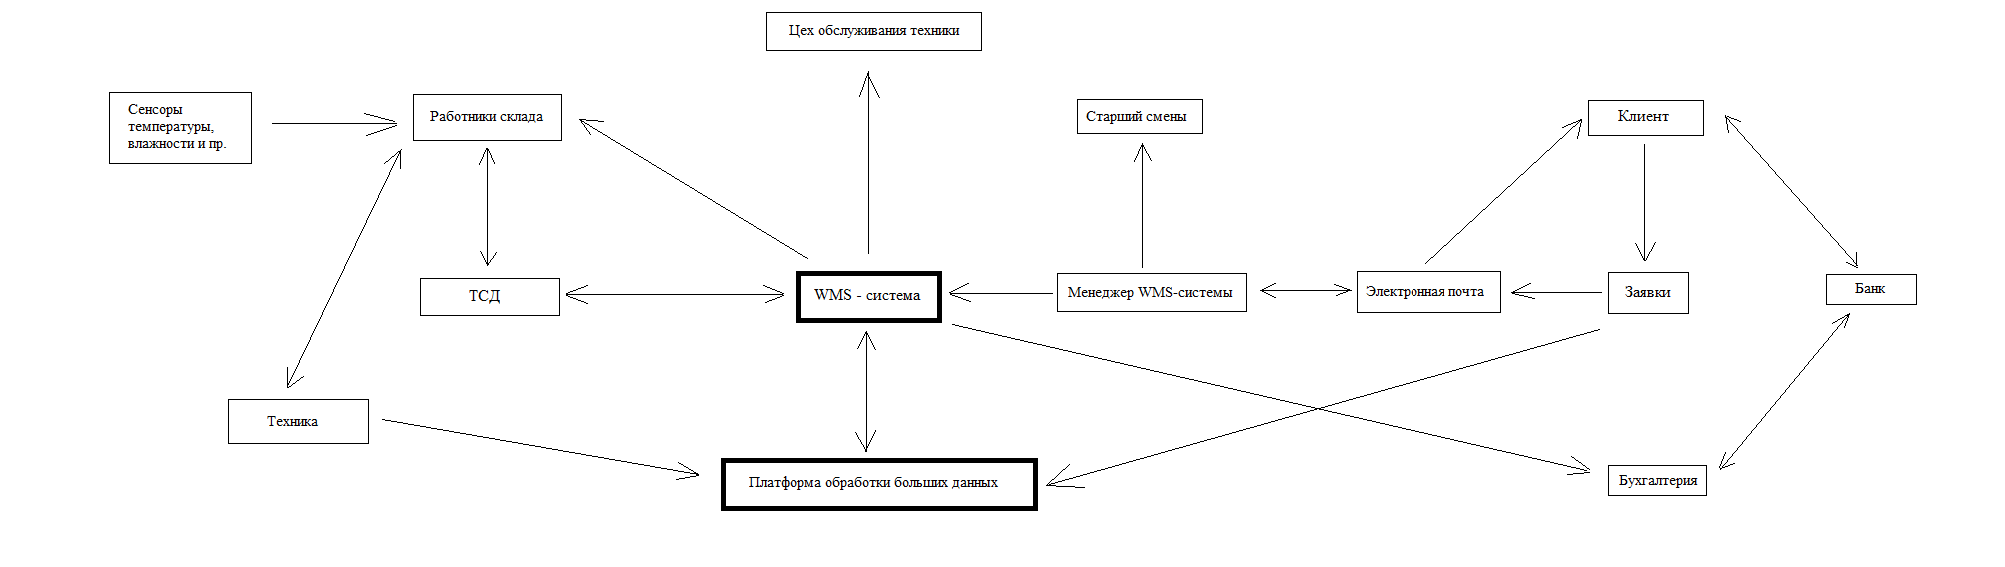 Цех обслуживания техники
Сенсоры
температуры,
влажности и пр.
Работники склада
Старший смены
Клиент
ТСД
WMS - система
Менеджер WMS-системы
Электронная почта
Заявки
Банк
Техника
Платформа обработки больших данных
Бухгалтерия